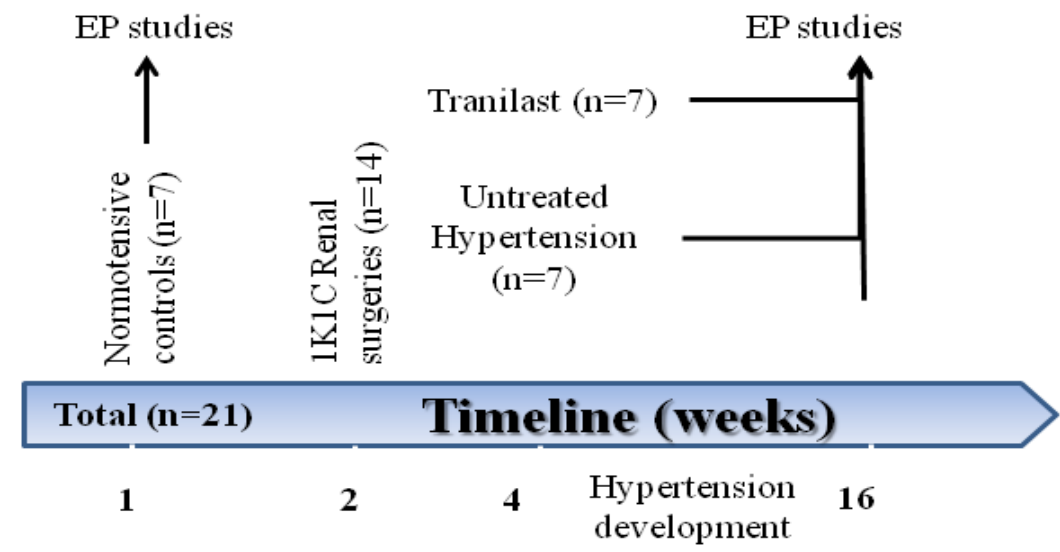 EP studies
EP studies
Tranilast (n=7)
Normotensive
controls (n=7)
1K1C Renal
surgeries (n=14)
Untreated
Hypertension
(n=7)
Total (n=21)
Timeline (weeks)
1
2
4
Hypertension
development
16